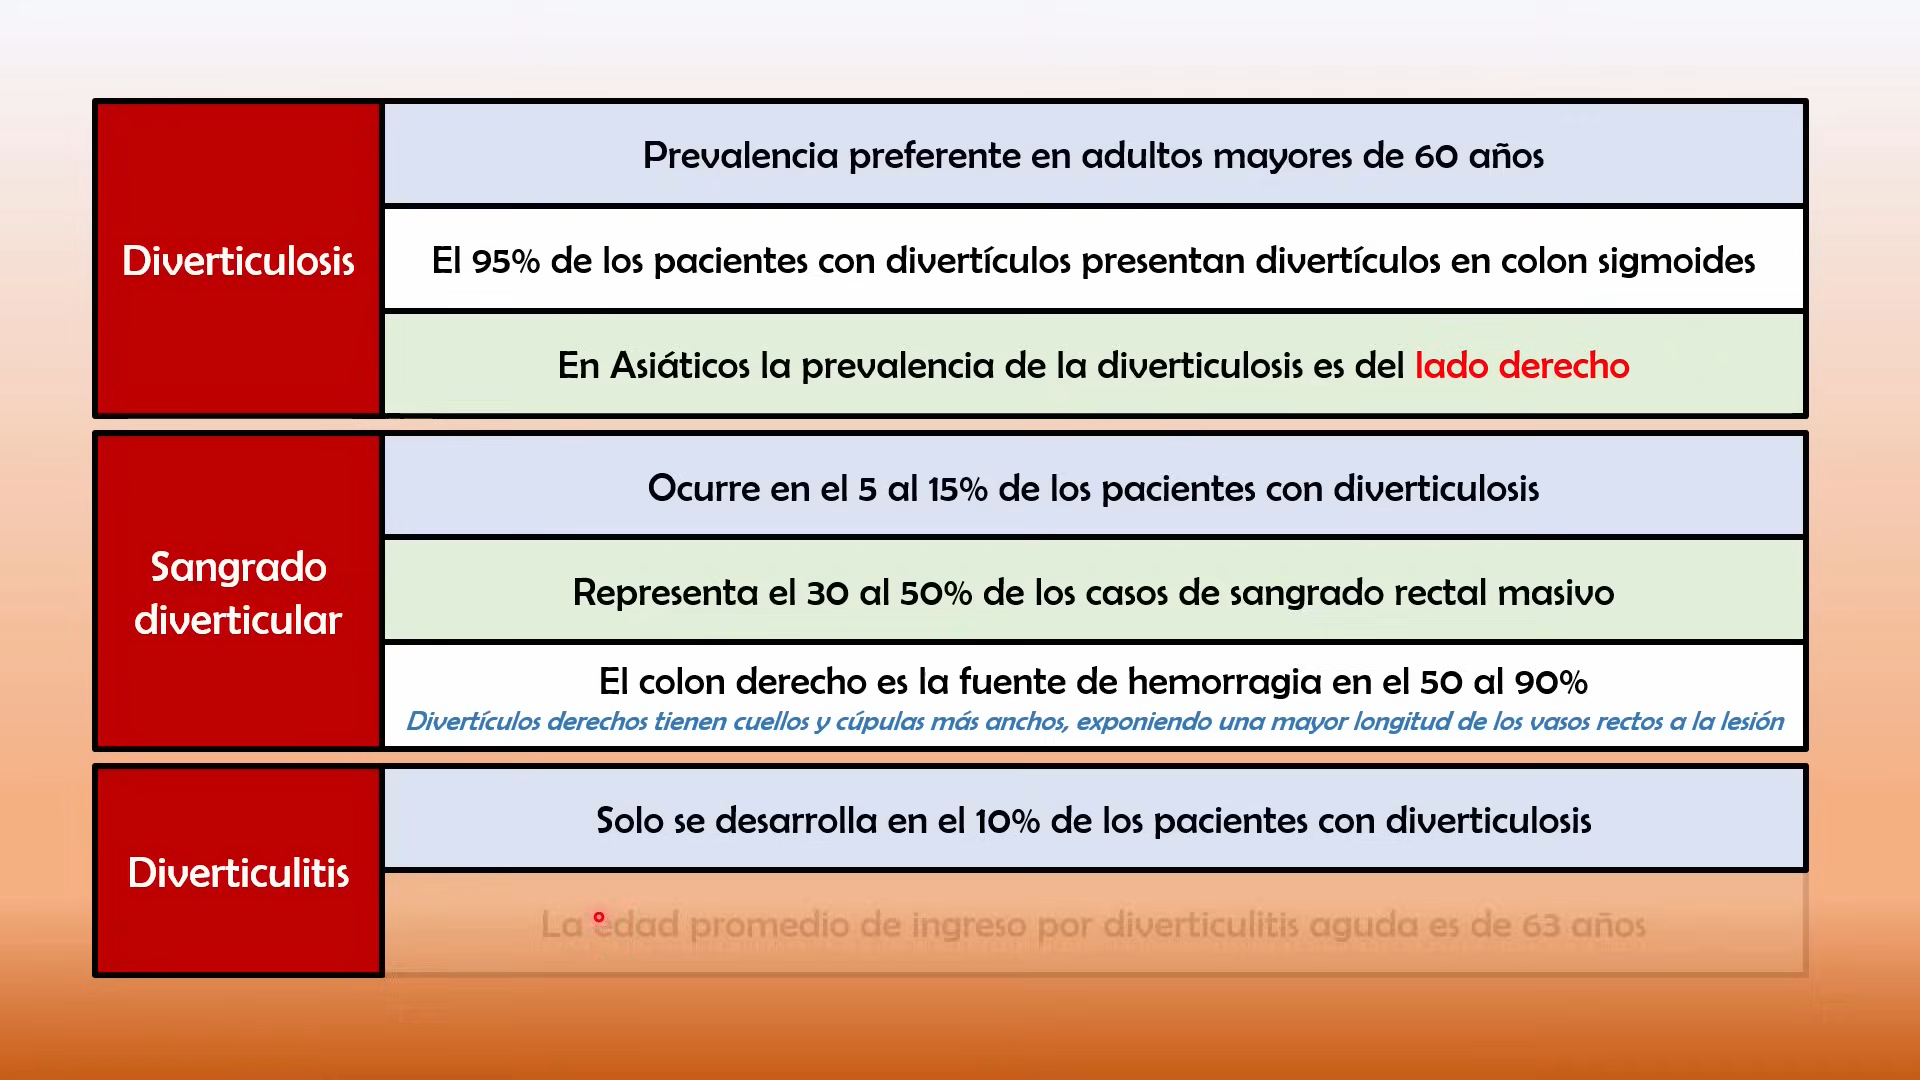 Diverticulosis
Prevalencia preferente en adultos mayores de 60 años
El 95% de los pacientes con divertículos presentan divertículos en colon sigmoides
En Asiáticos la prevalencia de la diverticulosis es del lado derecho
Sangrado
diverticular
Ocurre en el 5 al 15% de los pacientes con diverticulosis
Representa el 30 al 50% de los casos de sangrado rectal masivo
El colon derecho es la fuente de hemorragia en el 50 al 90%
Divertículos derechos tienen cuellos y cúpulas más anchos, exponiendo una mayor longitud de los vasos rectos a la lesión
Diverticulitis
Solo se desarrolla en el 10% de los pacientes con diverticulosis
La edad promedio de ingreso por diverticulitis aguda es de 63 años